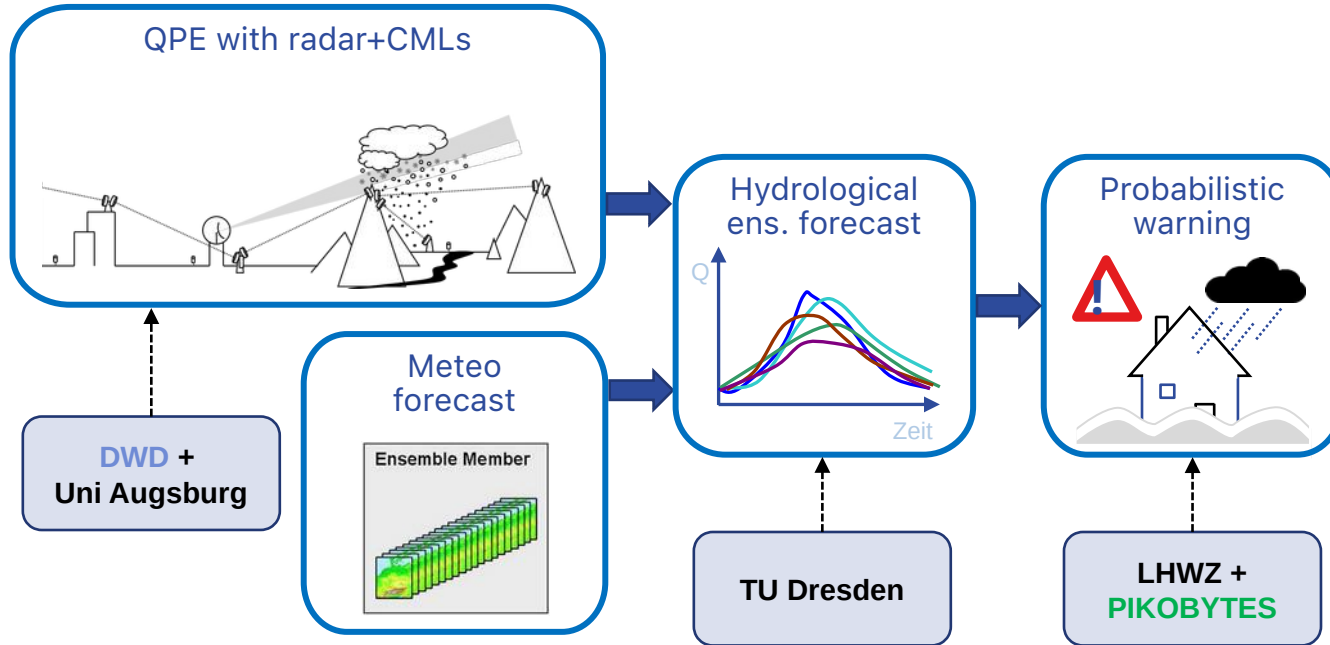 QPE with radar+CMLs
Meteo
forecast
Ensemble Member
Hydrological
ens. forecast
Q
Zeit
Probabilistic
warning
!
DWD +
Uni Augsburg
TU Dresden
LHWZ +
PIKOBYTES